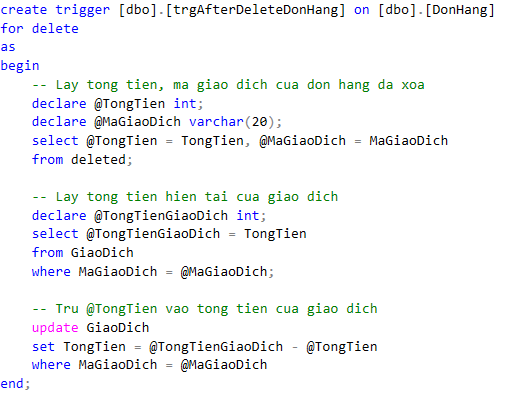 create trigger [dbo].[trgAfterDeleteDonHang] on [dbo].[DonHang]
for delete
as
begin
    -- Lay tong tien, ma giao dich cua don hang da xoa
    declare @TongTien int;
    declare @MaGiaoDich varchar(20);
    select @TongTien = TongTien, @MaGiaoDich = MaGiaoDich
    from deleted;

    -- Lay tong tien hien tai cua giao dich
    declare @TongTienGiaoDich int;
    select @TongTienGiaoDich = TongTien
    from GiaoDich
    where MaGiaoDich = @MaGiaoDich;

    -- Tru @TongTien vao tong tien cua giao dich
    update GiaoDich
    set TongTien = @TongTienGiaoDich - @TongTien
    where MaGiaoDich = @MaGiaoDich
end;